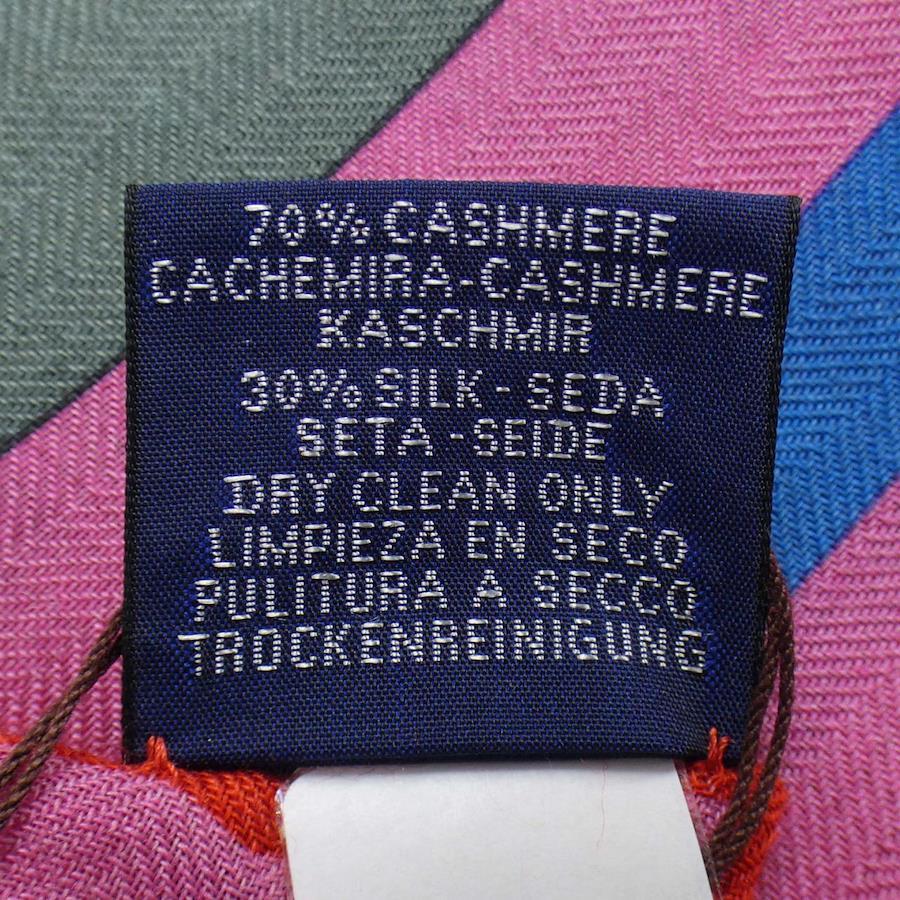 70% CASHMERE
CACHEMIRA-CASHMERE
KASCHMIR
30% SILK - SEDA
SETA - SEIDE
DRY CLEAN ONLY
LIMPIEZA EN SECO
PULITURA A SECCO
TROCKENREINIGUNG